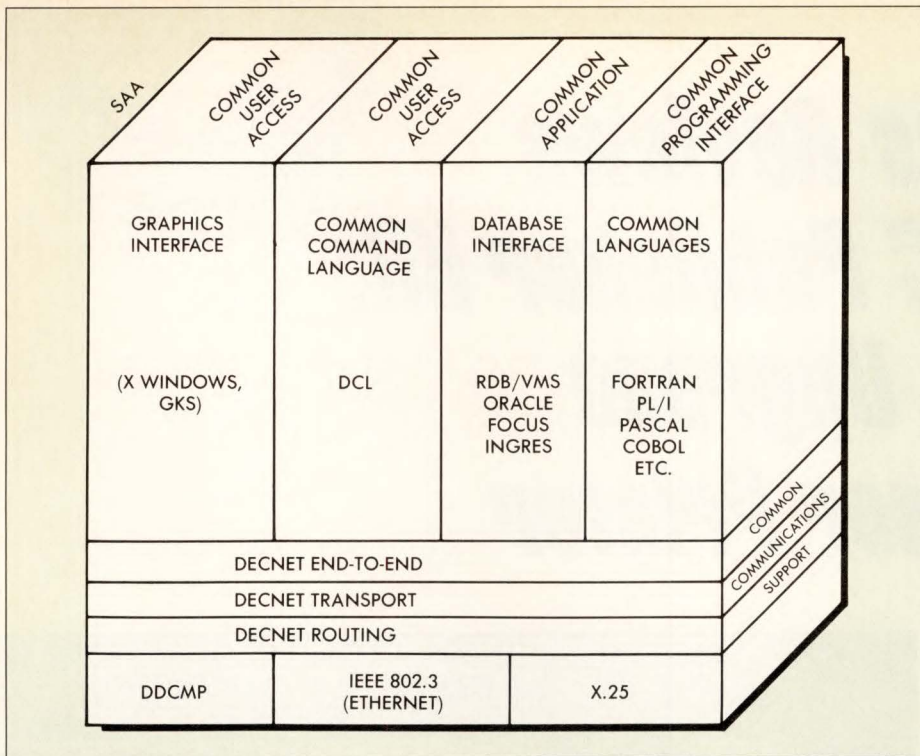 SAA
COMMON
USER
ACCESS
COMMON
USER
ACCESS
COMMON
APPLICATION
COMMON
PROGRAMMING
INTERFACE
GRAPHICS
INTERFACE
(X WINDOWS,
GKS)
COMMON
COMMAND
LANGUAGE
DCL
DATABASE
INTERFACE
RDB/VMS
ORACLE
FOCUS
INGRES
COMMON
LANGUAGES
FORTRAN
PL/I
PASCAL
COBOL
ETC.
COMMON
COMMUNICATIONS
SUPPORT
DECNET END-TO-END
DECNET TRANSPORT
DECNET ROUTING
DDCMP
IEEE 802.3
(ETHERNET)
X.25